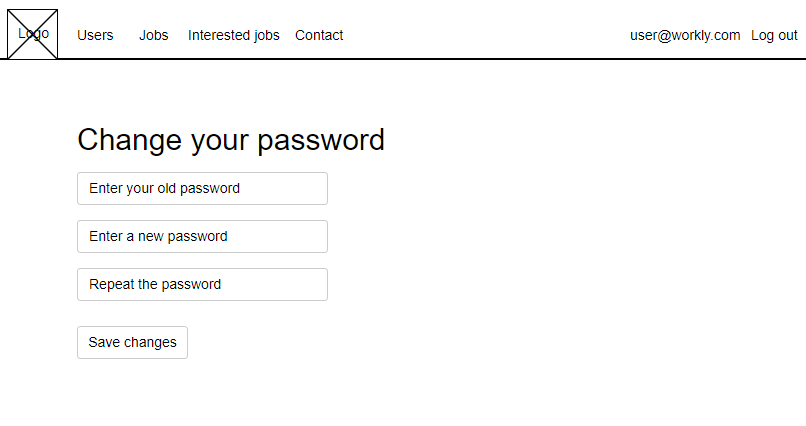 Logo Users Jobs Interested jobs Contact user@workly.com Log out
Change your password
Enter your old password
Enter a new password
Repeat the password
Save changes